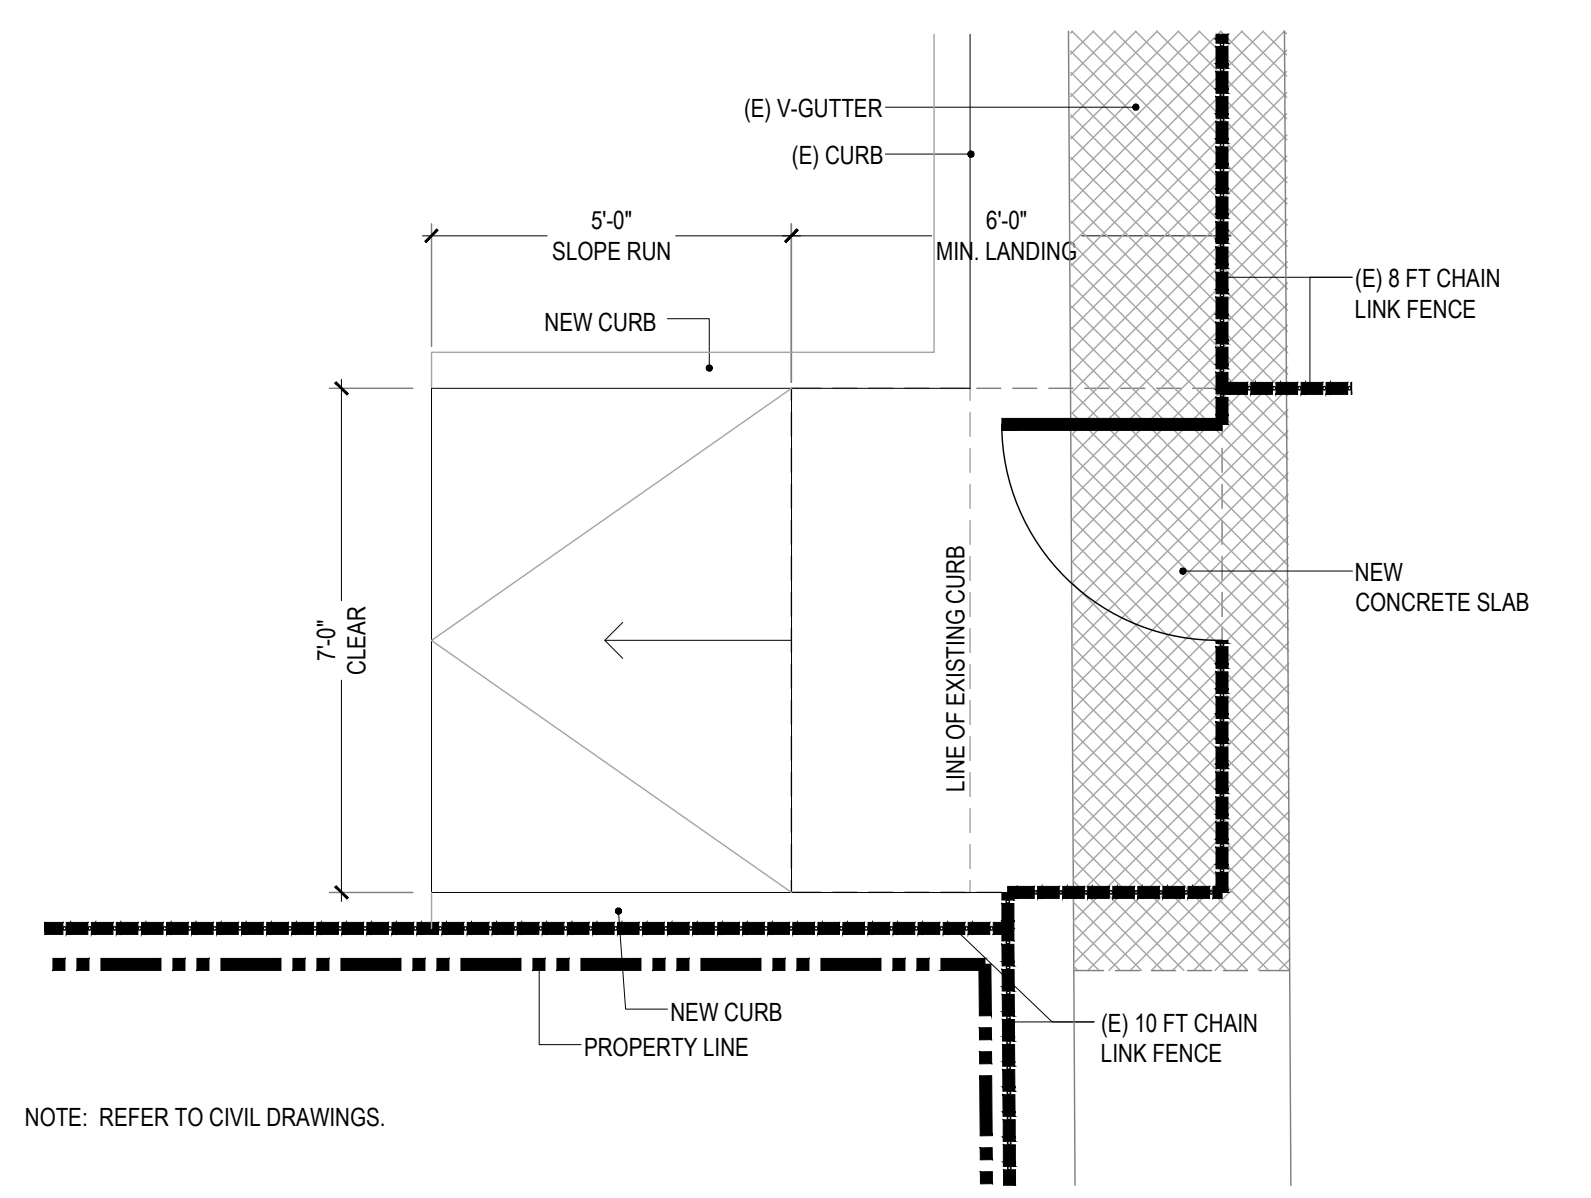 (E) V-GUTTER
(E) CURB
5'-0"
SLOPE RUN
6'-0"
MIN. LANDING
(E) 8 FT CHAIN
LINK FENCE
NEW CURB
7'-0"
CLEAR
LINE OF EXISTING CURB
NEW
CONCRETE SLAB
NEW CURB
PROPERTY LINE
(E) 10 FT CHAIN
LINK FENCE
NOTE: REFER TO CIVIL DRAWINGS.